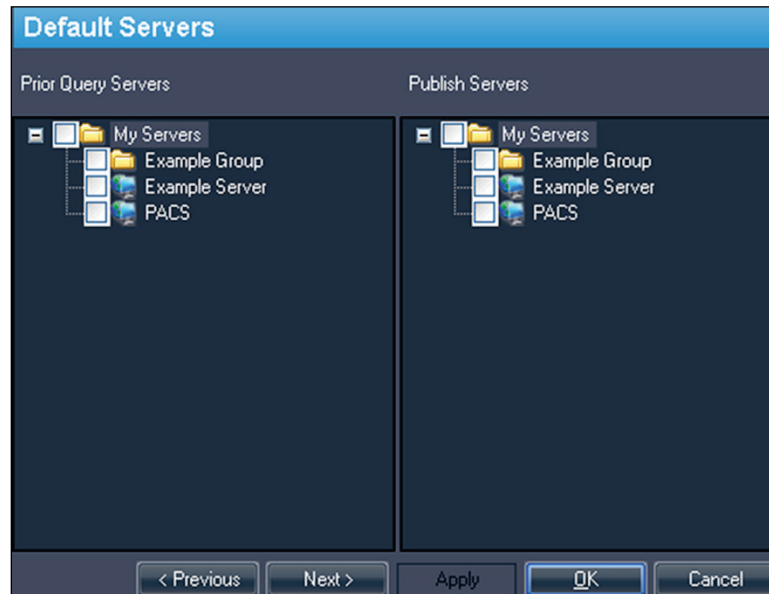 Default Servers
Prior Query Servers
Publish Servers
My Servers
Example Group
Example Server
PACS
My Servers
Example Group
Example Server
PACS
< Previous
Next >
Apply
OK
Cancel